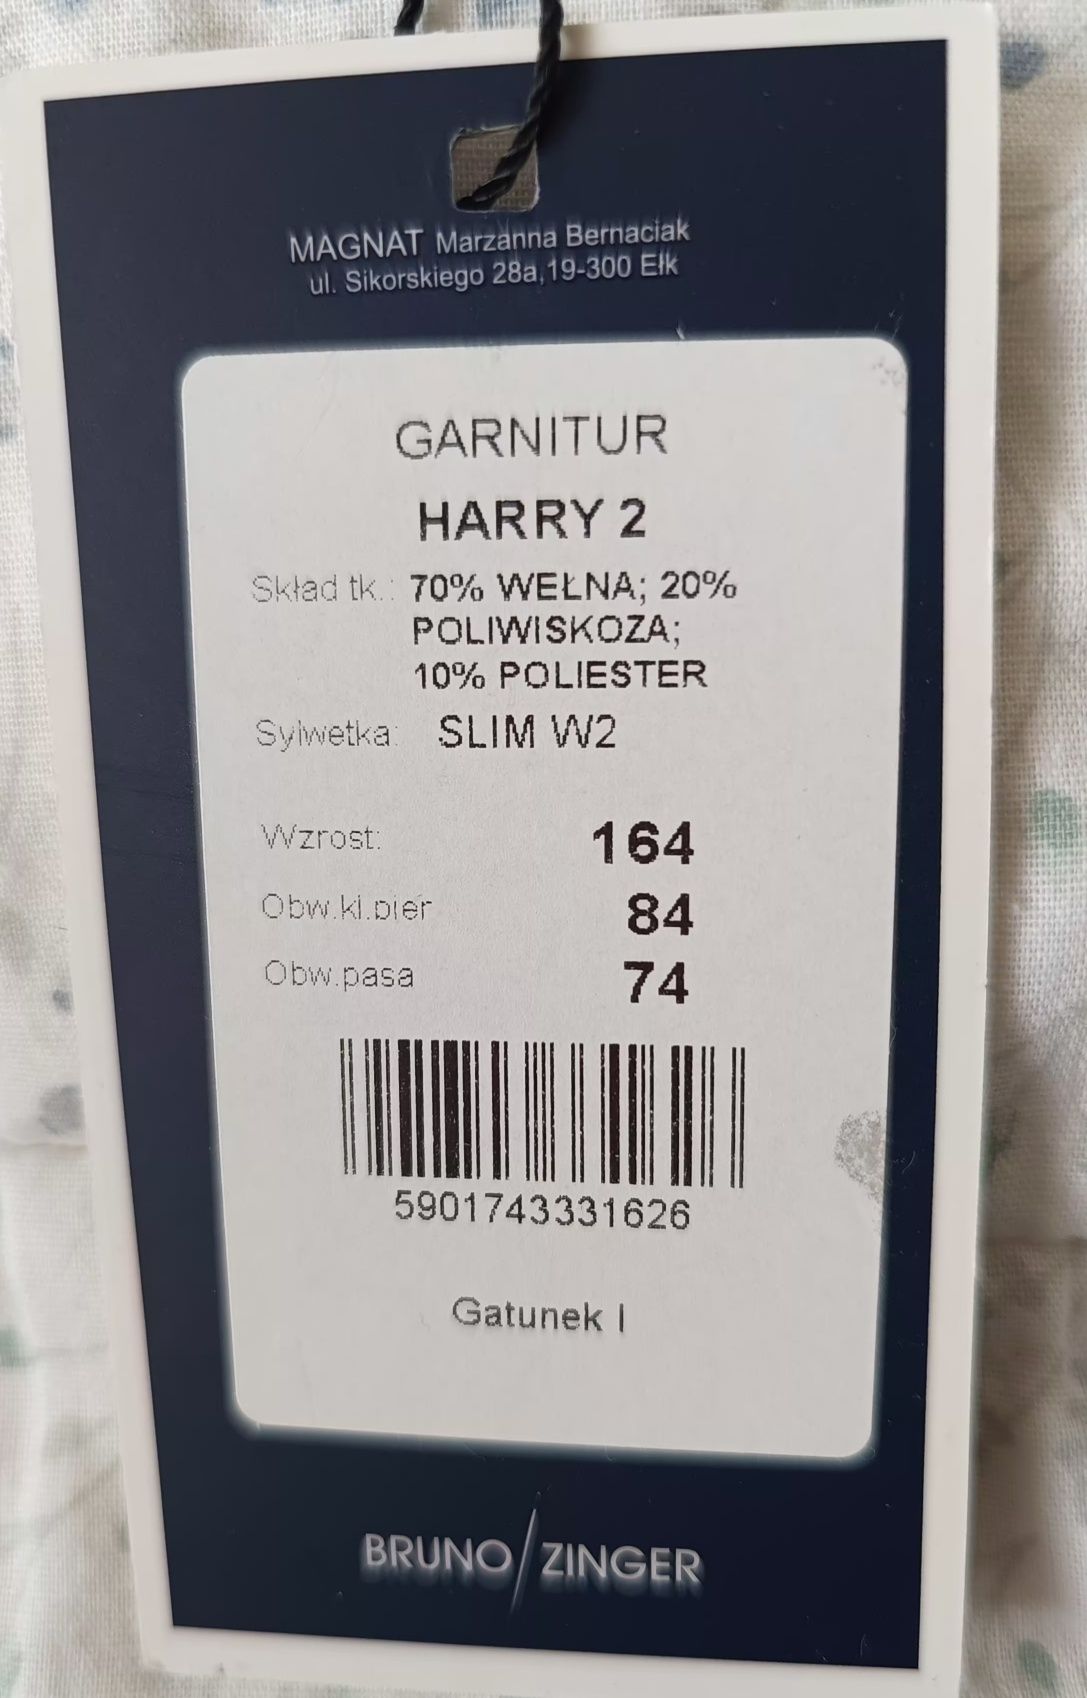 MAGNAT Marzanna Bernaciak
ul. Sikorskiego 28a,19-300 Ełk
GARNITUR
HARRY 2
Skład tk.: 70% WEŁNA; 20%
POLIWISKOZA;
10% POLIESTER
Sylwetka: SLIM W2
Wzrost: 164
Obw.kl.pier 84
Obw.pasa 74
5901743331626
Gatunek I
BRUNO/ZINGER